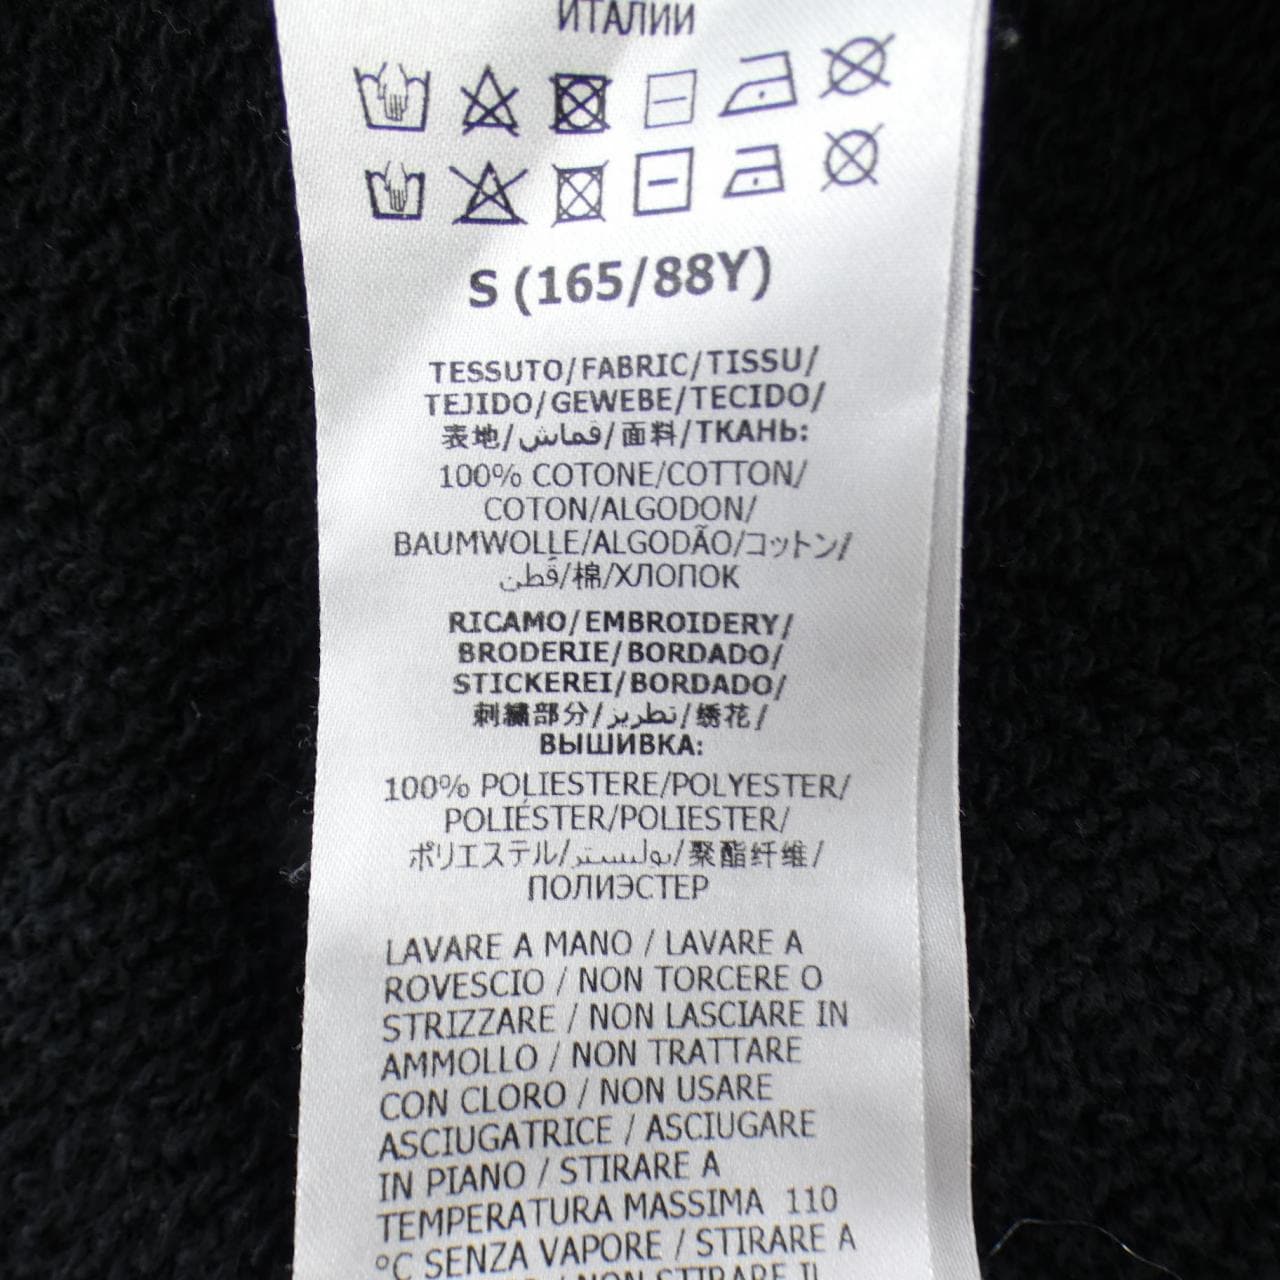 ИТАЛИИ
S (165/88Y)
TESSUTO/FABRIC/TISSU/
TEJIDO/GEWEBE/TECIDO/
表地/قماش/面料/ТКАНЬ:
100% COTONE/COTTON/
COTON/ALGODON/
BAUMWOLLE/ALGODÃO/コットン/
قطن/棉/ХЛОПОК
RICAMO/EMBROIDERY/
BRODERIE/BORDADO/
STICKEREI/BORDADO/
刺繍部分/تطريز/绣花/
ВЫШИВКА:
100% POLIESTERE/POLYESTER/
POLIÉSTER/POLIESTER/
ポリエステル/بوليستر/聚酯纤维/
ПОЛИЭСТЕР
LAVARE A MANO / LAVARE A
ROVESCIO / NON TORCERE O
STRIZZARE / NON LASCIARE IN
AMMOLLO / NON TRATTARE
CON CLORO / NON USARE
ASCIUGATRICE / ASCIUGARE
IN PIANO / STIRARE A
TEMPERATURA MASSIMA 110
°C SENZA VAPORE / STIRARE A
NON STIRARE IL